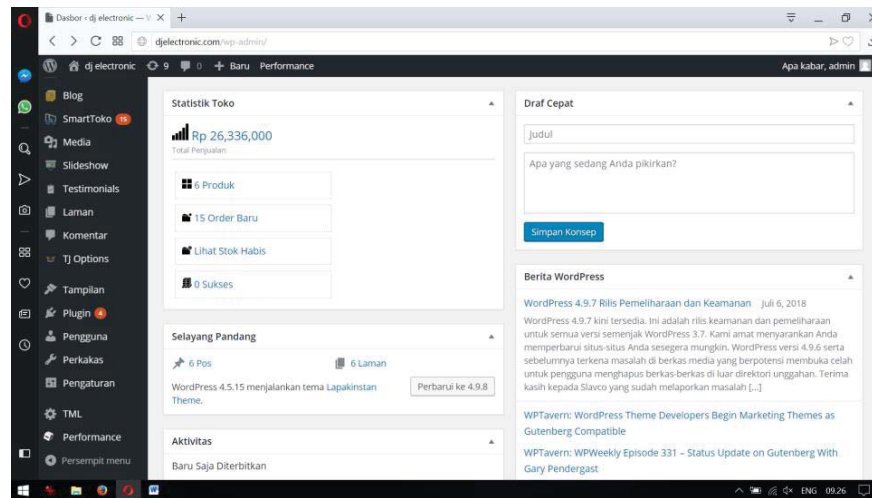 Dasbor ‹ dj electronic — V
djelectronic.com/wp-admin/
dj electronic 9 0 + Baru Performance
Apa kabar, admin
Blog
SmartToko 15
Media
Slideshow
Testimonials
Laman
Komentar
TJ Options
Tampilan
Plugin 4
Pengguna
Perkakas
Pengaturan
TML
Performance
Persempit menu
Statistik Toko
Rp 26,336,000
Total Penjualan
6 Produk
15 Order Baru
Lihat Stok Habis
0 Sukses
Selayang Pandang
6 Pos 6 Laman
WordPress 4.5.15 menjalankan tema Lapakinstan
Theme.
Perbarui ke 4.9.8
Aktivitas
Baru Saja Diterbitkan
Draf Cepat
Judul
Apa yang sedang Anda pikirkan?
Simpan Konsep
Berita WordPress
WordPress 4.9.7 Rilis Pemeliharaan dan Keamanan Juli 6, 2018
WordPress 4.9.7 kini tersedia. Ini adalah rilis keamanan dan pemeliharaan
untuk semua versi semenjak WordPress 3.7. Kami amat menyarankan Anda
memperbarui situs-situs Anda sesegera mungkin. WordPress versi 4.9.6 serta
sebelumnya terkena masalah di berkas media yang berpotensi membuka celah
untuk pengguna menghapus berkas-berkas di luar direktori unggahan. Terima
kasih kepada Slavco yang sudah melaporkan masalah […]
WPTavern: WordPress Theme Developers Begin Marketing Themes as
Gutenberg Compatible
WPTavern: WPWeekly Episode 331 – Status Update on Gutenberg With
Gary Pendergast
ENG 09.26